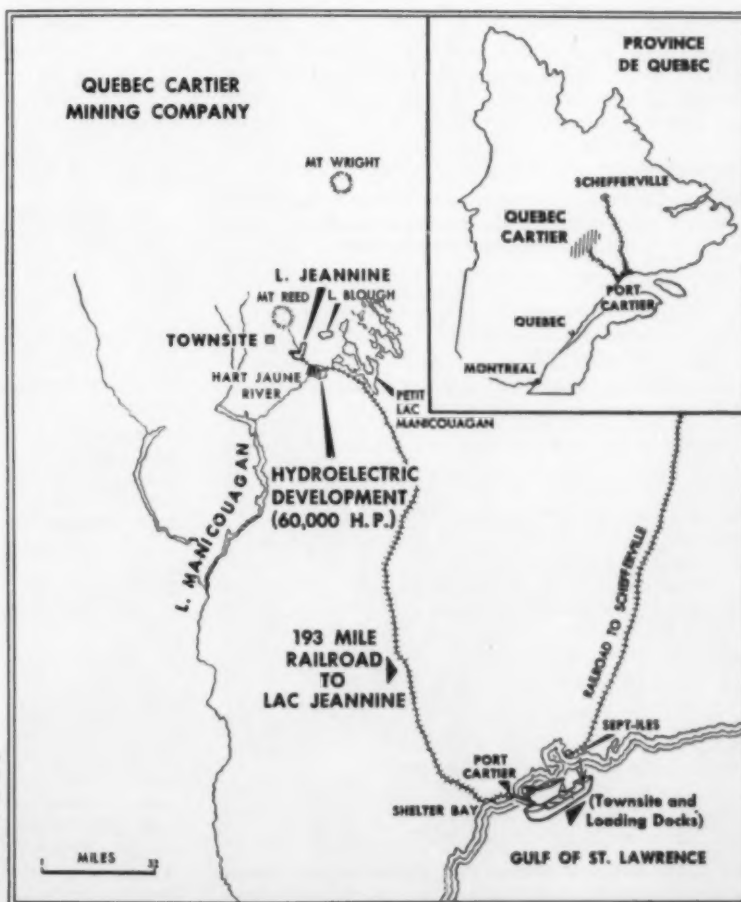 QUEBEC CARTIER
MINING COMPANY
MT WRIGHT
L. JEANNINE
MT REED
L. BLOUGH
TOWNSITE
HART JAUNE
RIVER
PETIT
LAC
MANICOUAGAN
HYDROELECTRIC
DEVELOPMENT
(60,000 H.P.)
L. MANICOUAGAN
193 MILE
RAILROAD
TO
LAC JEANNINE
RAILROAD TO SCHEFFERVILLE
SEPT-ILES
PORT
CARTIER
SHELTER BAY
(Townsite and
Loading Docks)
GULF OF ST. LAWRENCE
MILES
32
PROVINCE
DE QUEBEC
SCHEFFERVILLE
QUEBEC
CARTIER
PORT-
CARTIER
QUEBEC
MONTREAL